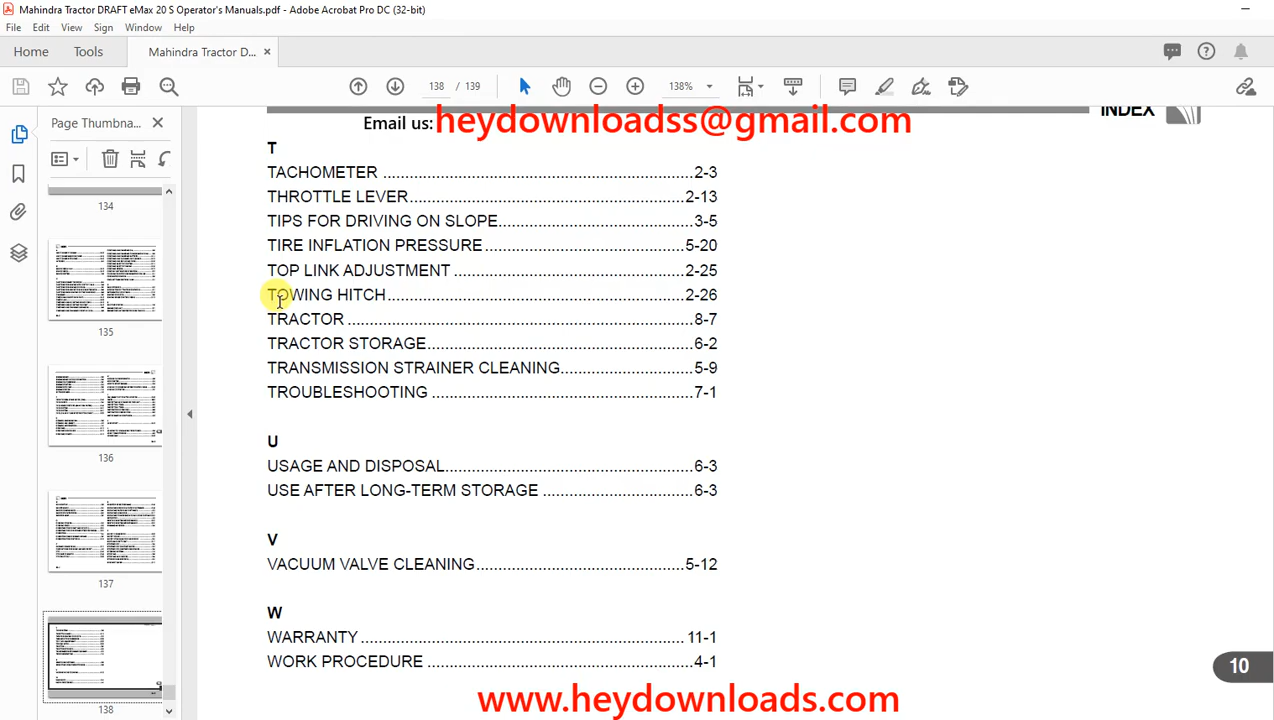 Mahindra Tractor DRAFT eMax 20 S Operator's Manuals.pdf - Adobe Acrobat Pro DC (32-bit)
File Edit View Sign Window Help
Home Tools Mahindra Tractor D... ×
138 / 139 138%
INDEX
Email us: heydownloadss@gmail.com
Page Thumbna...
T
TACHOMETER ................................................................2-3
THROTTLE LEVER.........................................................2-13
TIPS FOR DRIVING ON SLOPE.......................................3-5
TIRE INFLATION PRESSURE ........................................5-20
TOP LINK ADJUSTMENT ..............................................2-25
TOWING HITCH............................................................2-26
TRACTOR .....................................................................8-7
TRACTOR STORAGE......................................................6-2
TRANSMISSION STRAINER CLEANING..........................5-9
TROUBLESHOOTING ....................................................7-1
U
USAGE AND DISPOSAL..................................................6-3
USE AFTER LONG-TERM STORAGE ..............................6-3
V
VACUUM VALVE CLEANING..........................................5-12
W
WARRANTY .................................................................11-1
WORK PROCEDURE .....................................................4-1
134
135
136
137
138
10
www.heydownloads.com